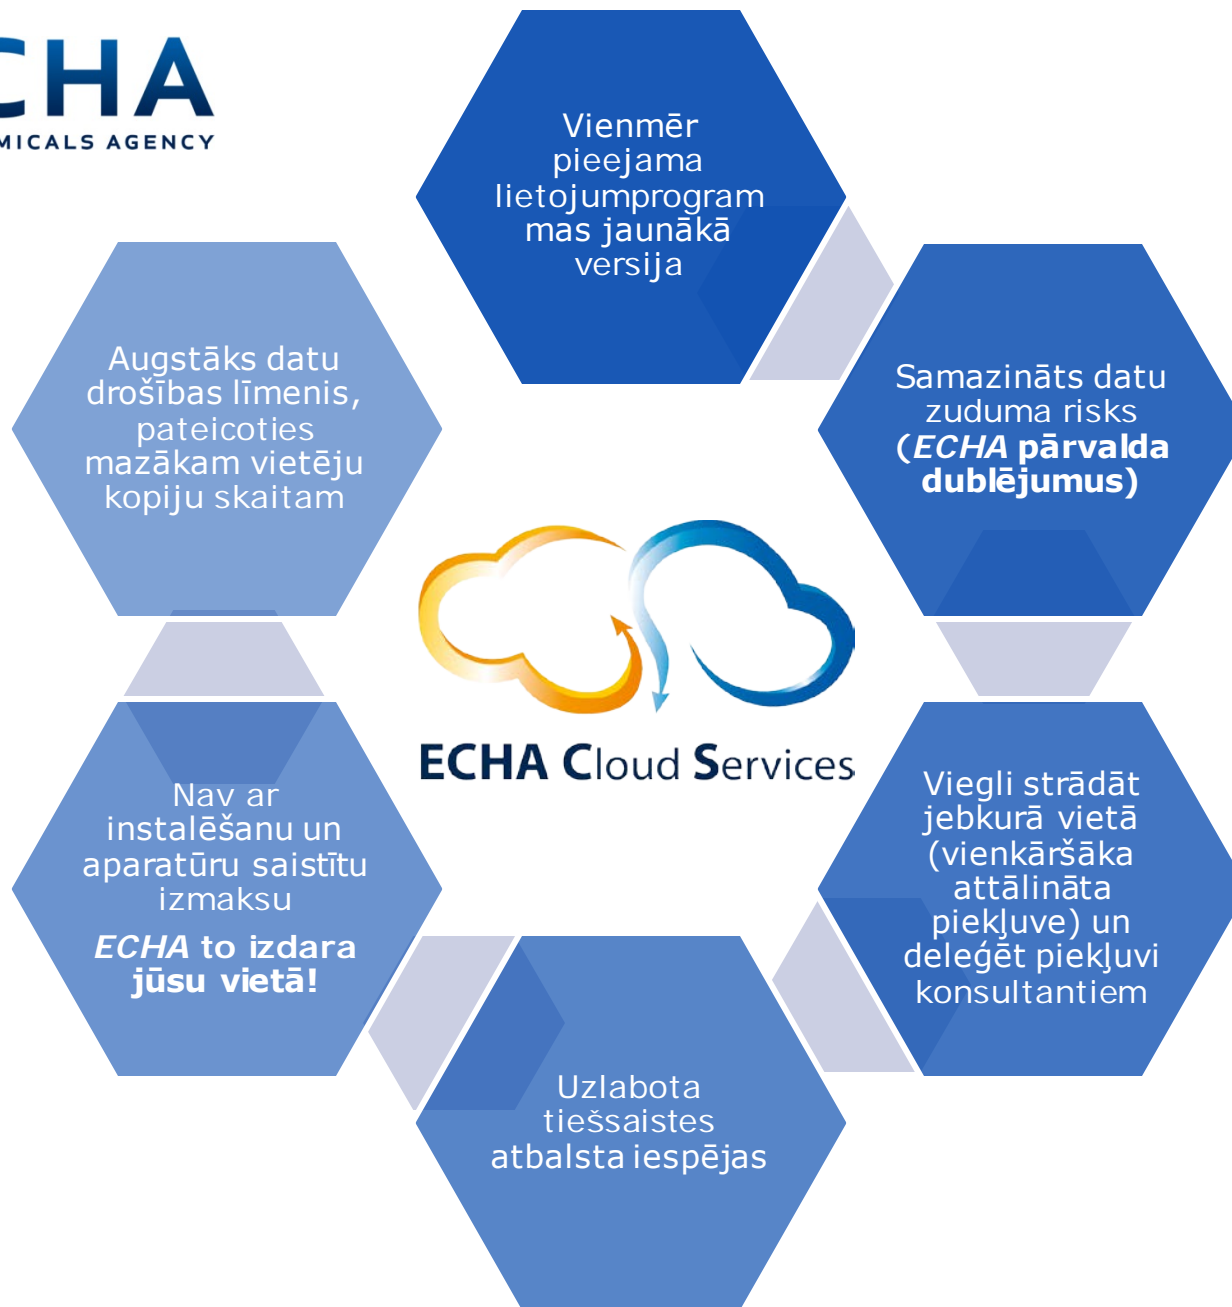 CHA
MICALS AGENCY
Vienmēr
pieejama
lietojumprogram
mas jaunākā
versija
Samazināts datu
zuduma risks
(ECHA pārvalda
dublējumus)
Viegli strādāt
jebkurā vietā
(vienkāršāka
attālināta
piekļuve) un
deleģēt piekļuvi
konsultantiem
Uzlabota
tiešsaistes
atbalsta iespējas
Nav ar
instalēšanu un
aparatūru saistītu
izmaksu
ECHA to izdara
jūsu vietā!
Augstāks datu
drošības līmenis,
pateicoties
mazākam vietēju
kopiju skaitam
ECHA Cloud Services